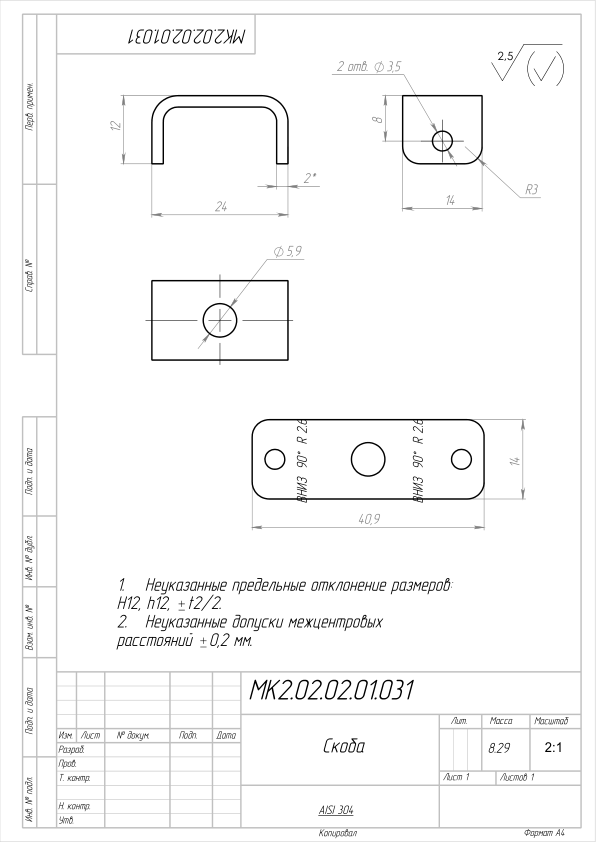 МК2.02.02.01.031
2,5
2 отв. ∅3,5
12
8
2*
R3
24
14
∅5,9
ВНИЗ 90° R 2.6
ВНИЗ 90° R 2.6
14
40,9
1. Неуказанные предельные отклонение размеров:
H12, h12, ±t2/2.
2. Неуказанные допуски межцентровых
расстояний ±0,2 мм.
Перв. примен.
Справ. №
Подп. и дата
Инв. № дубл.
Взам. инв. №
Подп. и дата
Инв. № подл.
МК2.02.02.01.031
Изм. Лист № докум. Подп. Дата
Разраб.
Пров.
Т. контр.
Н. контр.
Утв.
Скоба
Лит. Масса Масштаб
8.29 2:1
Лист 1 Листов 1
AISI 304
Копировал Формат А4